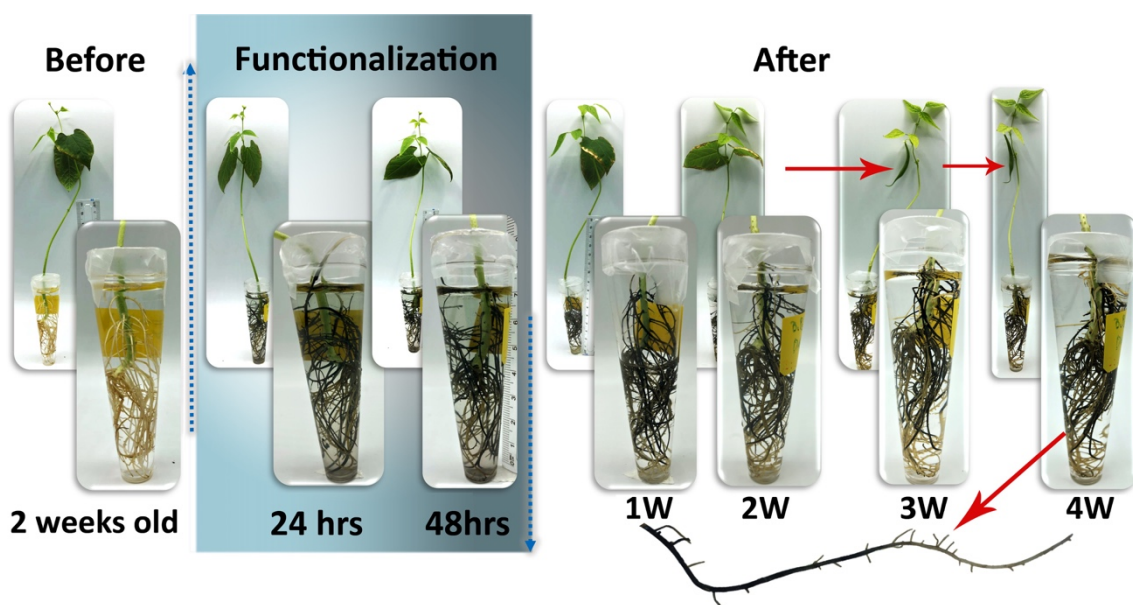 Before
Functionalization
After
2 weeks old
24 hrs
48hrs
1W
2W
3W
4W